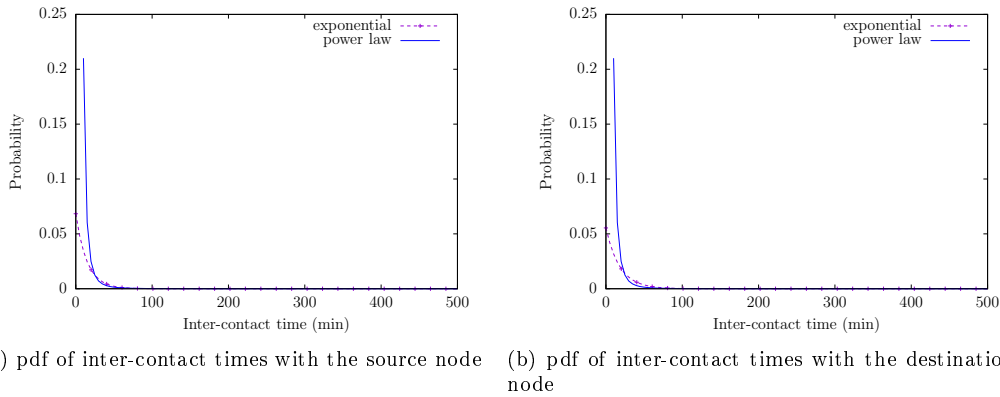 0.25
0.2
0.15
0.1
0.05
0
Probability
0 100 200 300 400 500
Inter-contact time (min)
exponential
power law
) pdf of inter-contact times with the source node
0.25
0.2
0.15
0.1
0.05
0
Probability
0 100 200 300 400 500
Inter-contact time (min)
exponential
power law
(b) pdf of inter-contact times with the destinatio
node